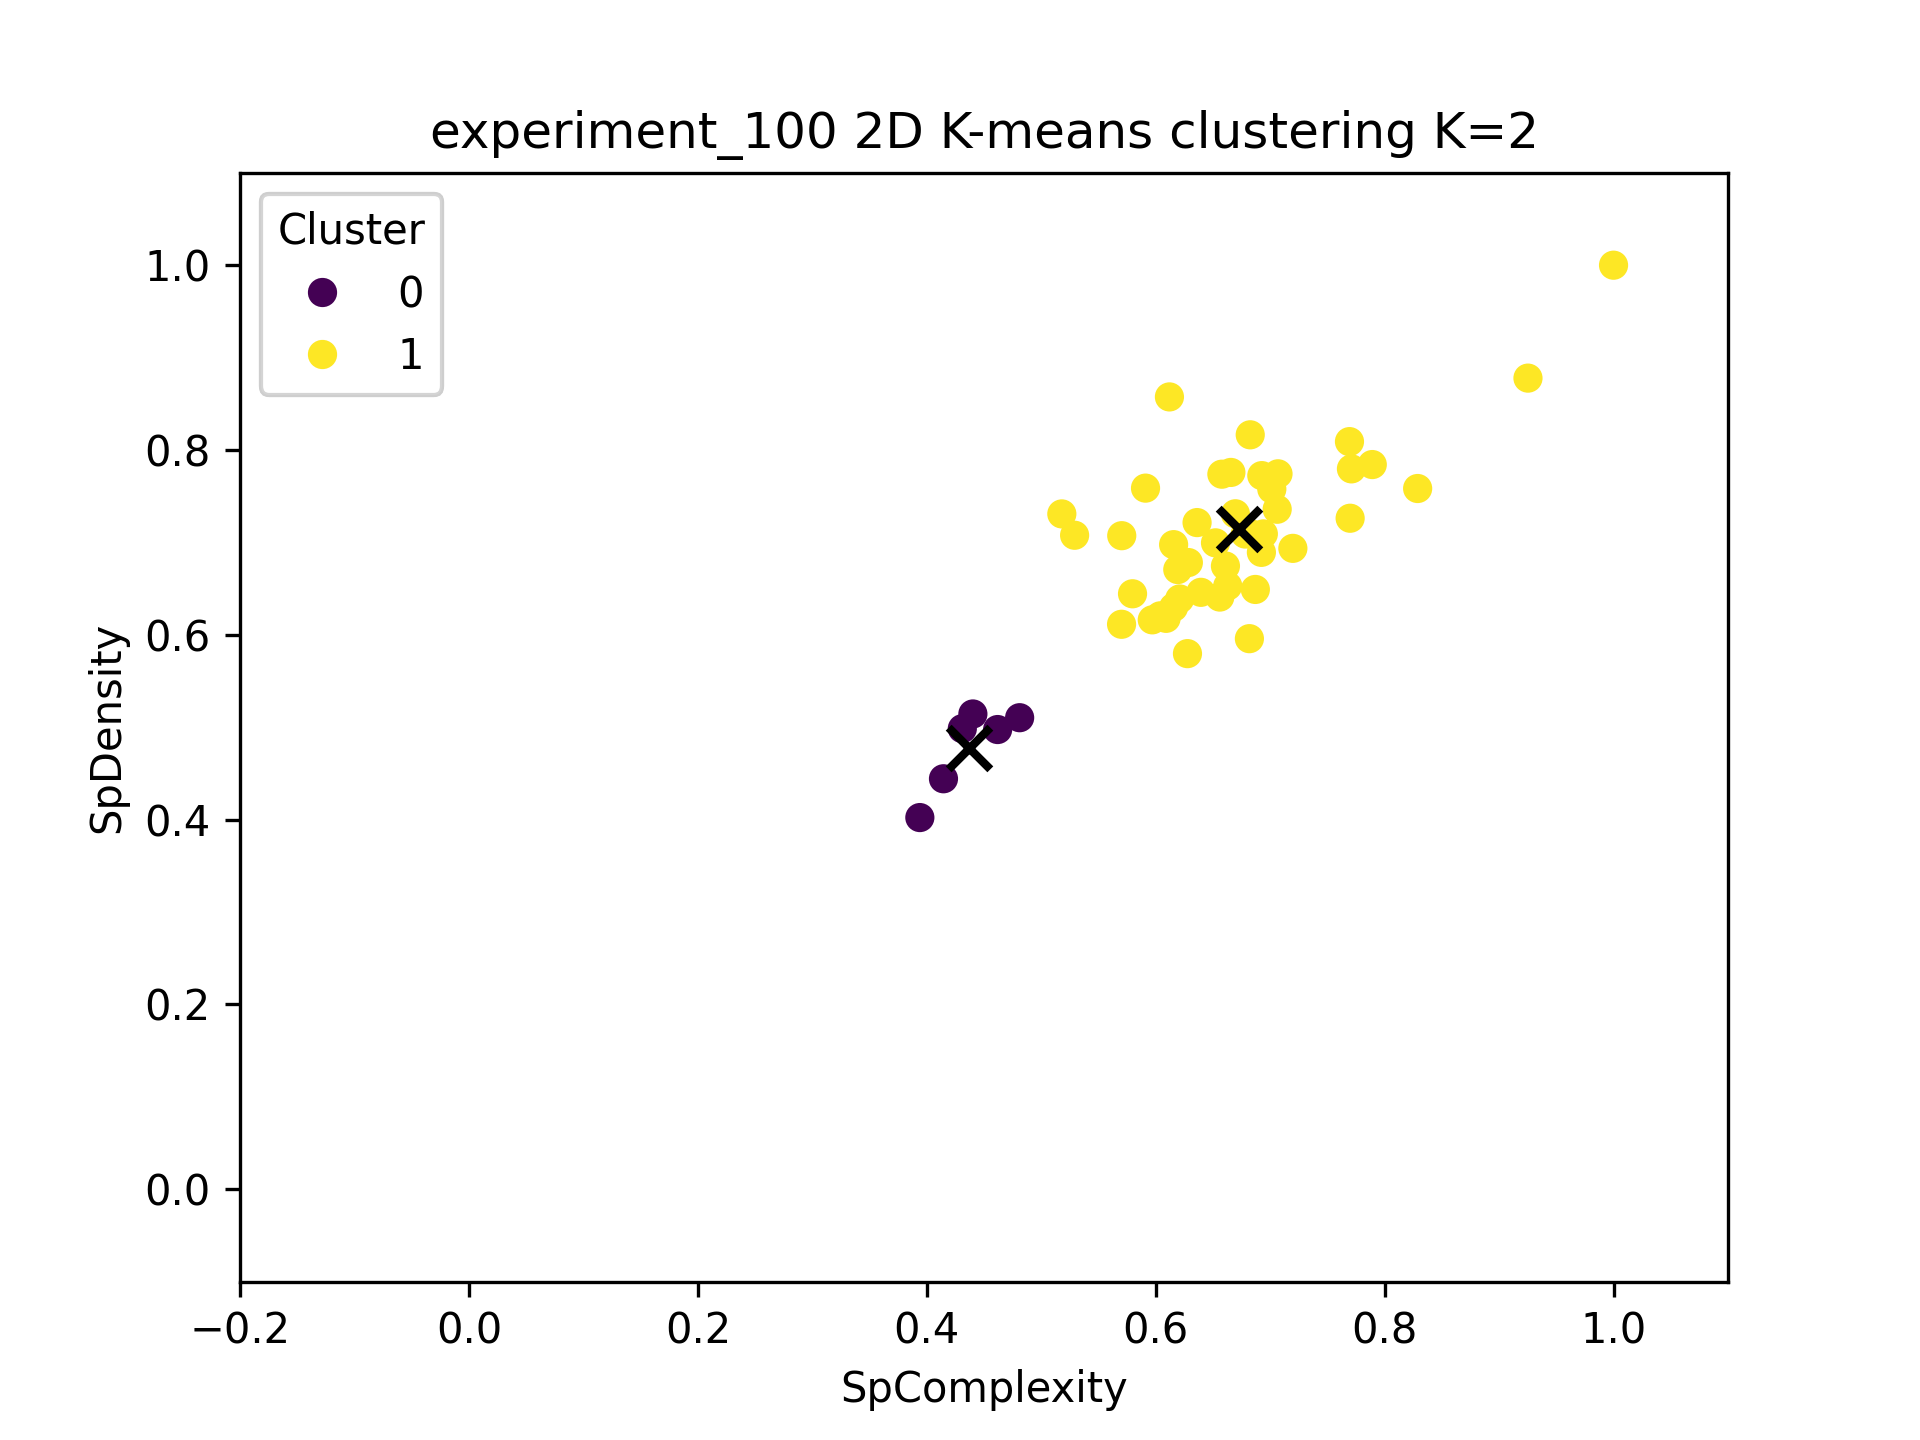 experiment_100 2D K-means clustering K=2
Cluster
0
1
1.0
0.8
0.6
0.4
0.2
0.0
SpDensity
−0.2 0.0 0.2 0.4 0.6 0.8 1.0
SpComplexity